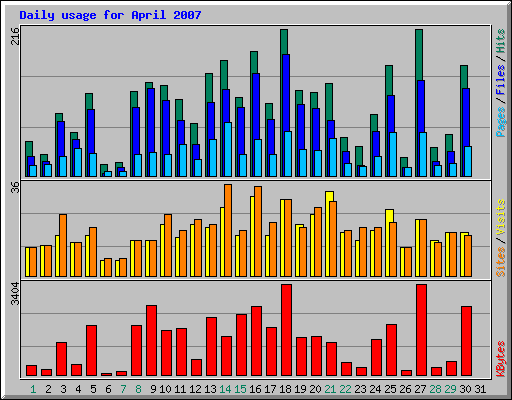 Daily usage for April 2007
216
Pages/Files/Hits
36
Sites/Visits
3404
KBytes
1 2 3 4 5 6 7 8 9 10 11 12 13 14 15 16 17 18 19 20 21 22 23 24 25 26 27 28 29 30 31